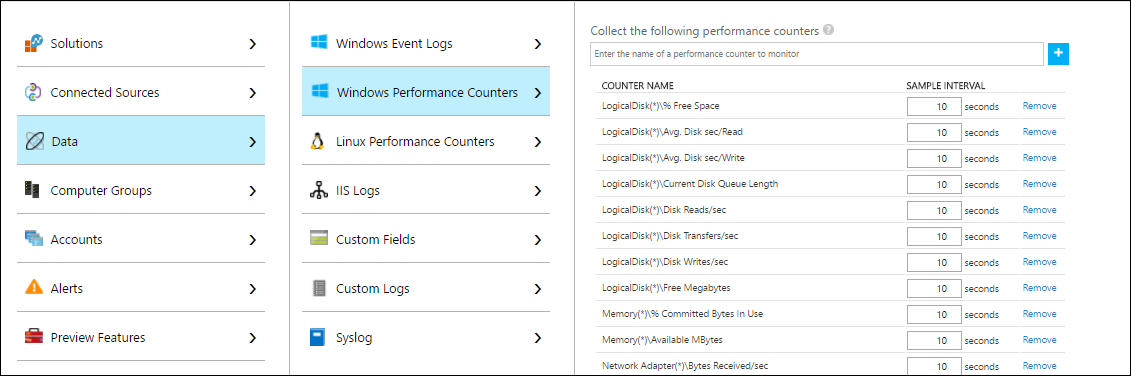 Solutions
Connected Sources
Data
Computer Groups
Accounts
Alerts
Preview Features
Windows Event Logs
Windows Performance Counters
Linux Performance Counters
IIS Logs
Custom Fields
Custom Logs
Syslog
Collect the following performance counters ?
Enter the name of a performance counter to monitor +
COUNTER NAME SAMPLE INTERVAL
LogicalDisk(*)\% Free Space 10 seconds Remove
LogicalDisk(*)\Avg. Disk sec/Read 10 seconds Remove
LogicalDisk(*)\Avg. Disk sec/Write 10 seconds Remove
LogicalDisk(*)\Current Disk Queue Length 10 seconds Remove
LogicalDisk(*)\Disk Reads/sec 10 seconds Remove
LogicalDisk(*)\Disk Transfers/sec 10 seconds Remove
LogicalDisk(*)\Disk Writes/sec 10 seconds Remove
LogicalDisk(*)\Free Megabytes 10 seconds Remove
Memory(*)\% Committed Bytes In Use 10 seconds Remove
Memory(*)\Available MBytes 10 seconds Remove
Network Adapter(*)\Bytes Received/sec 10 seconds Remove